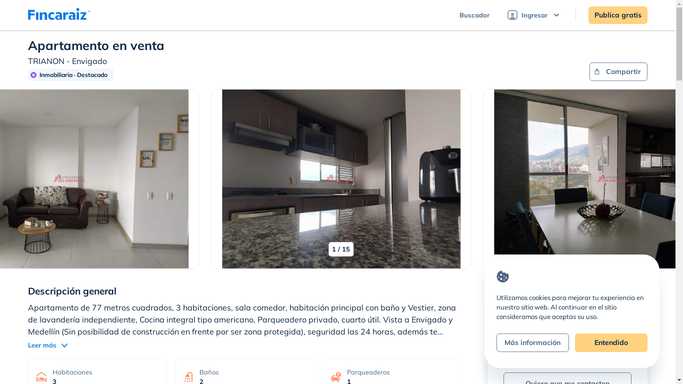 Fincaraiz
Buscador
Ingresar
Publica gratis
Apartamento en venta
TRIANON - Envigado
Inmobiliaria · Destacado
Compartir
1 / 15
Descripción general
Apartamento de 77 metros cuadrados, 3 habitaciones, sala comedor, habitación principal con baño y Vestier, zona
de lavandería independiente, Cocina integral tipo americano, Parqueadero privado, cuarto útil. Vista a Envigado y
Medellín (Sin posibilidad de construcción en frente por ser zona protegida), seguridad las 24 horas, además te...
Leer más
Habitaciones
3
Baños
2
Parqueaderos
1
Utilizamos cookies para mejorar tu experiencia en
nuestro sitio web. Al continuar en el sitio
consideramos que aceptas su uso.
Más información
Entendido
Quiero que me contacten